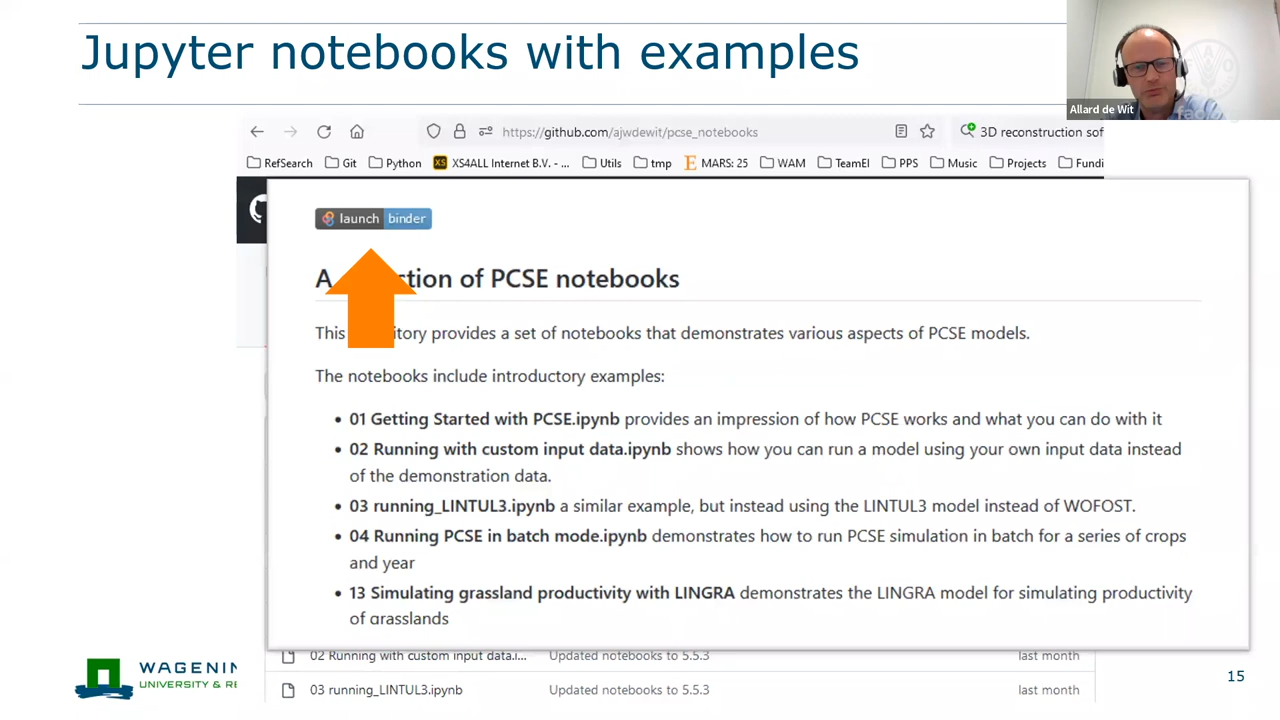 Jupyter notebooks with examples
Allard de Wit
https://github.com/ajwdewit/pcse_notebooks
3D reconstruction sof
RefSearch Git Python XS4ALL Internet B.V. - ... Utils tmp MARS: 25 WAM TeamEl PPS Music Projects Fundi
launch binder
A tion of PCSE notebooks
This itory provides a set of notebooks that demonstrates various aspects of PCSE models.
The notebooks include introductory examples:
• 01 Getting Started with PCSE.ipynb provides an impression of how PCSE works and what you can do with it
• 02 Running with custom input data.ipynb shows how you can run a model using your own input data instead
of the demonstration data.
• 03 running_LINTUL3.ipynb a similar example, but instead using the LINTUL3 model instead of WOFOST.
• 04 Running PCSE in batch mode.ipynb demonstrates how to run PCSE simulation in batch for a series of crops
and year
• 13 Simulating grassland productivity with LINGRA demonstrates the LINGRA model for simulating productivity
of grasslands
02 Running with custom input data.i... Updated notebooks to 5.5.3 last month
03 running_LINTUL3.ipynb Updated notebooks to 5.5.3 last month
WAGENIN
UNIVERSITY & RE
15